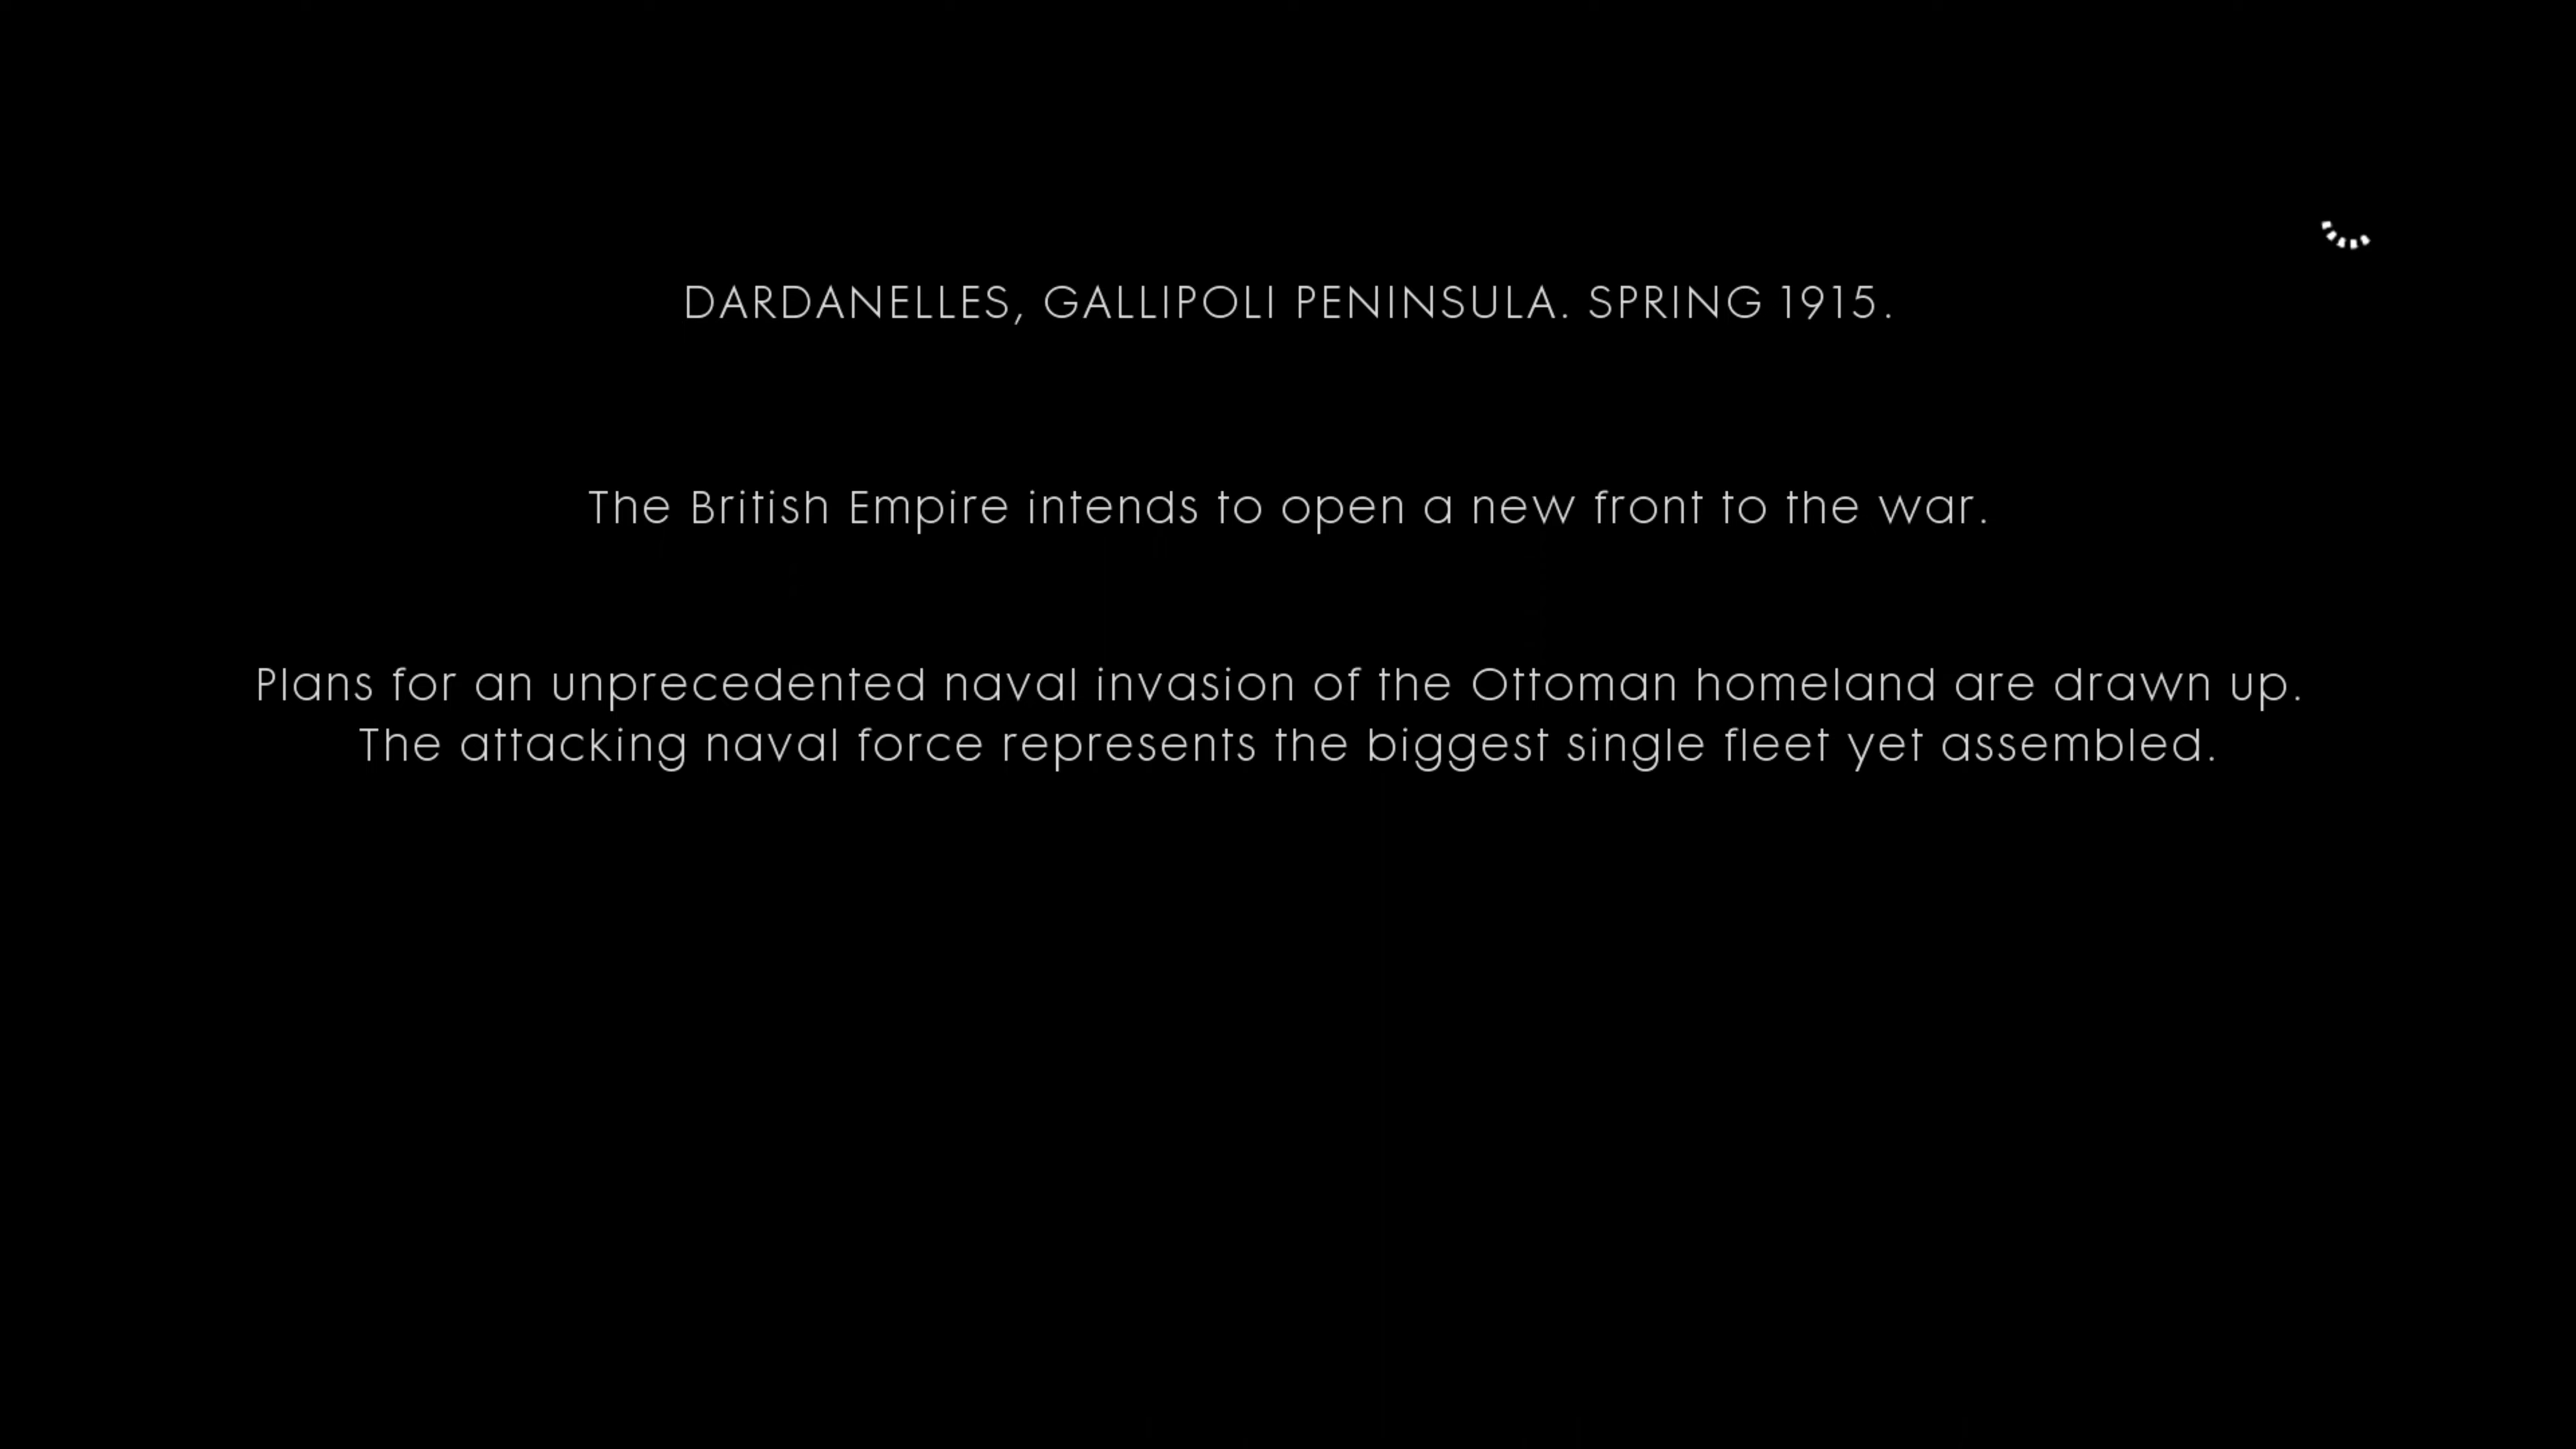 DARDANELLES, GALLIPOLI PENINSULA. SPRING 1915.
The British Empire intends to open a new front to the war.
Plans for an unprecedented naval invasion of the Ottoman homeland are drawn up.
The attacking naval force represents the biggest single fleet yet assembled.